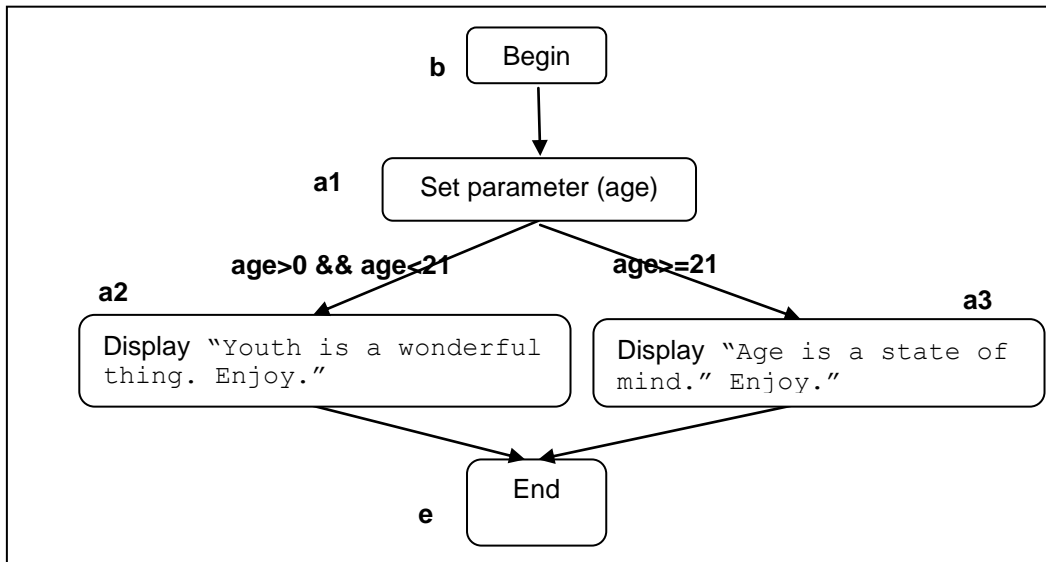 Begin
b
a1
Set parameter (age)
age>0 && age<21
age>=21
a2
a3
Display “Youth is a wonderful
thing. Enjoy.”
Display “Age is a state of
mind.” Enjoy.”
End
e